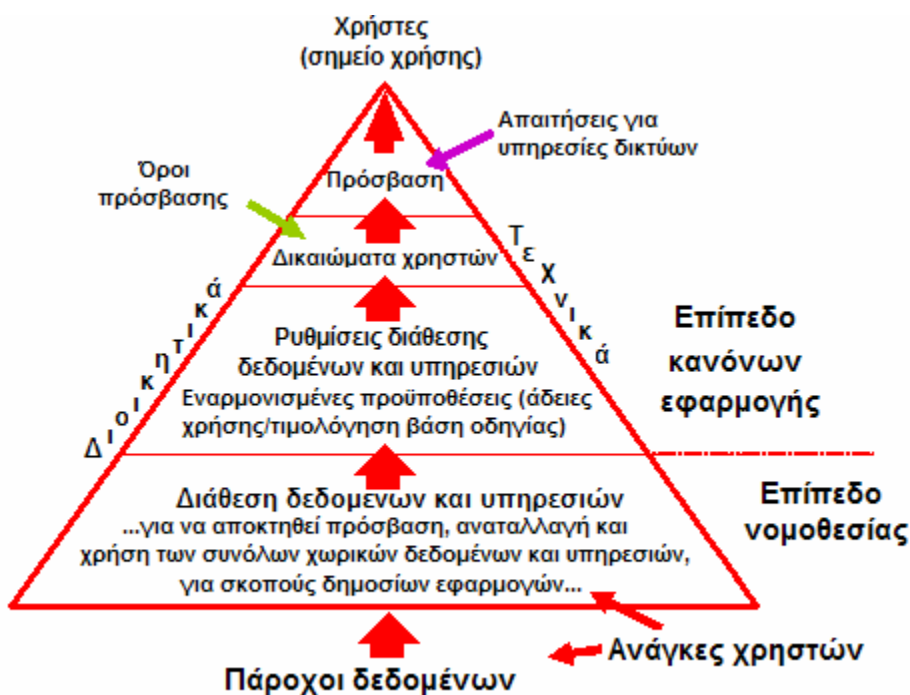 Χρήστες
(σημείο χρήσης)
Απαιτήσεις για
υπηρεσίες δικτύων
Όροι
πρόσβασης
Πρόσβαση
Δικαιώματα χρηστών
Διοικητικά
Τεχνικά
Ρυθμίσεις διάθεσης
δεδομένων και υπηρεσιών
Εναρμονισμένες προϋποθέσεις (άδειες
χρήσης/τιμολόγηση βάση οδηγίας)
Επίπεδο
κανόνων
εφαρμογής
Διάθεση δεδομένων και υπηρεσιών
...για να αποκτηθεί πρόσβαση, αναταλλαγή και
χρήση των συνόλων χωρικών δεδομένων και υπηρεσιών,
για σκοπούς δημοσίων εφαρμογών...
Επίπεδο
νομοθεσίας
Ανάγκες χρηστών
Πάροχοι δεδομένων